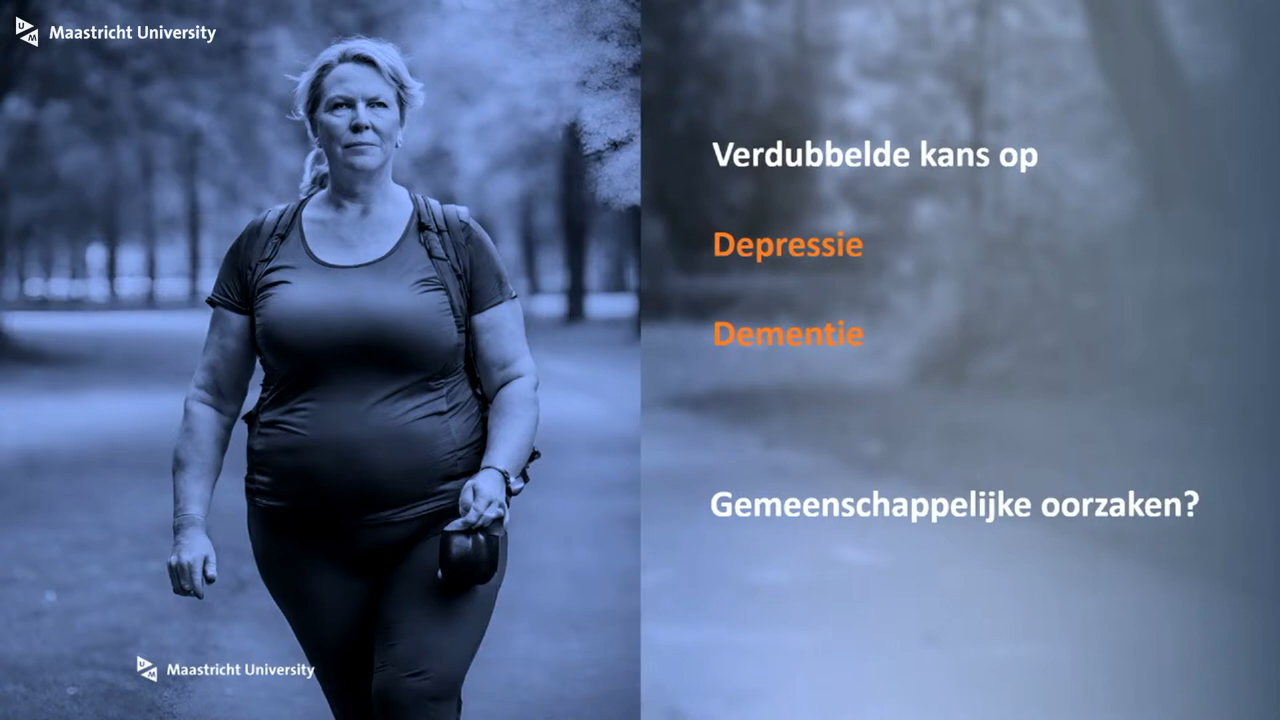 Maastricht University
Verdubbelde kans op
Depressie
Dementie
Gemeenschappelijke oorzaken?
Maastricht University